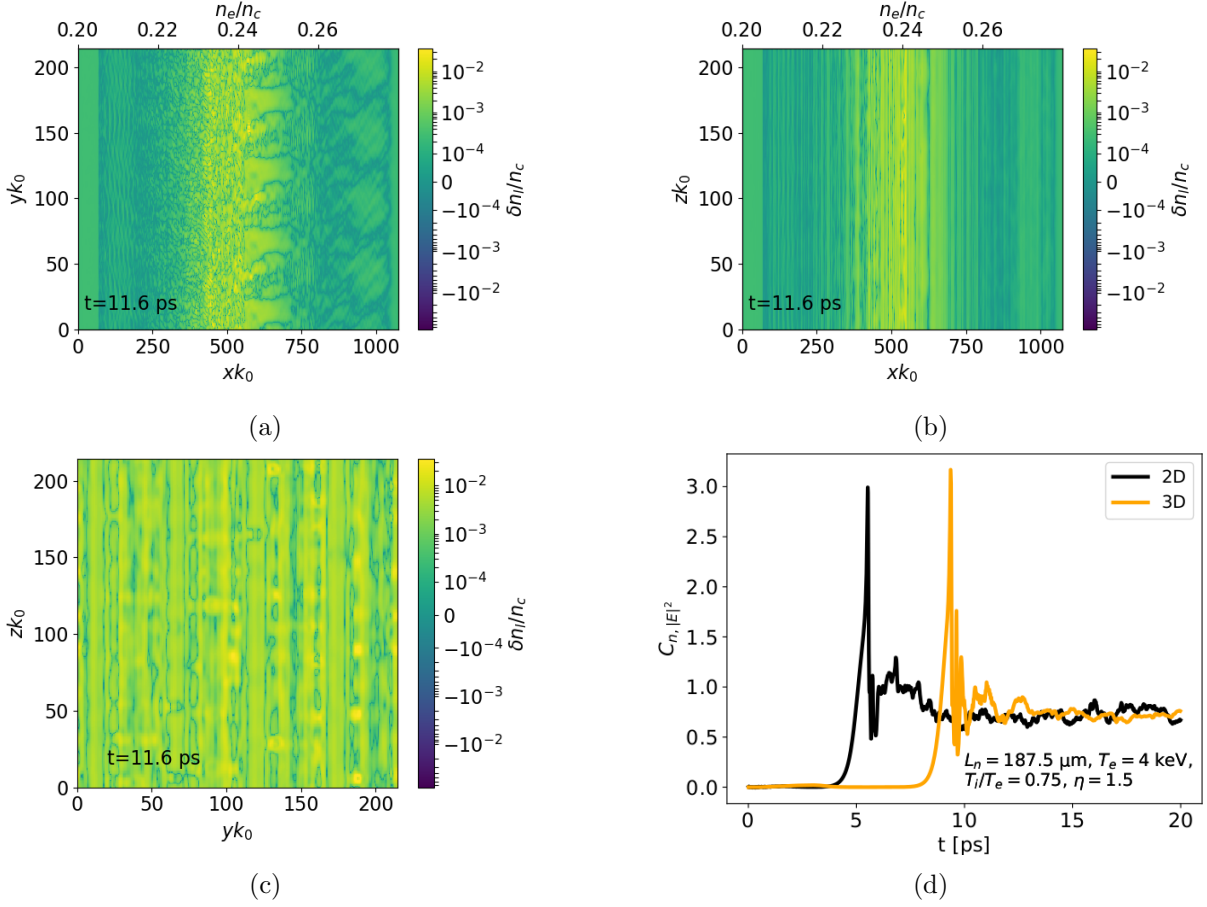 n_e/n_c
0.20 0.22 0.24 0.26
yk_0
200
150
100
50
0
t=11.6 ps
0 250 500 750 1000
xk_0
10^{-2}
10^{-3}
10^{-4}
0
-10^{-4}
-10^{-3}
-10^{-2}
δn_l/n_c
(a)
n_e/n_c
0.20 0.22 0.24 0.26
zk_0
200
150
100
50
0
t=11.6 ps
0 250 500 750 1000
xk_0
10^{-2}
10^{-3}
10^{-4}
0
-10^{-4}
-10^{-3}
-10^{-2}
δn_l/n_c
(b)
zk_0
200
150
100
50
0
t=11.6 ps
0 50 100 150 200
yk_0
10^{-2}
10^{-3}
10^{-4}
0
-10^{-4}
-10^{-3}
-10^{-2}
δn_l/n_c
(c)
C_{n,|E|^2}
3.0
2.5
2.0
1.5
1.0
0.5
0.0
2D
3D
L_n = 187.5 μm, T_e = 4 keV,
T_i/T_e = 0.75, η = 1.5
0 5 10 15 20
t [ps]
(d)